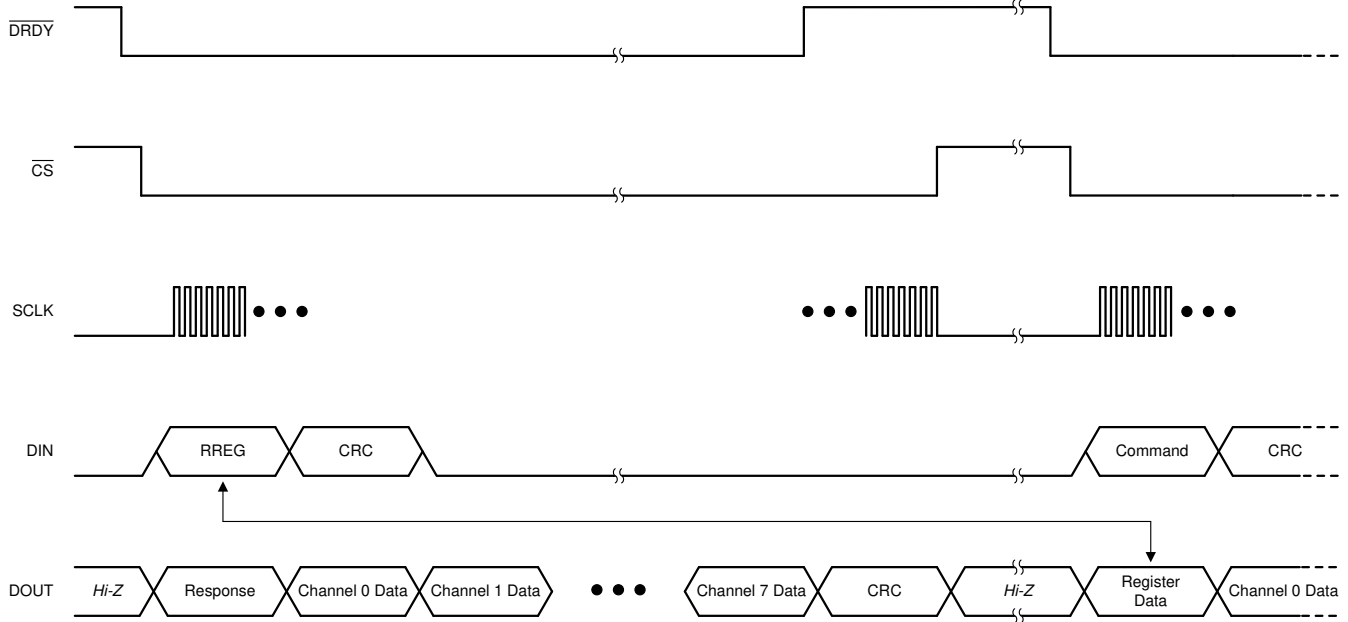 DRDY
CS
SCLK
DIN
RREG
CRC
Command
CRC
DOUT
Hi-Z
Response
Channel 0 Data
Channel 1 Data
Channel 7 Data
CRC
Hi-Z
Register
Data
Channel 0 Data